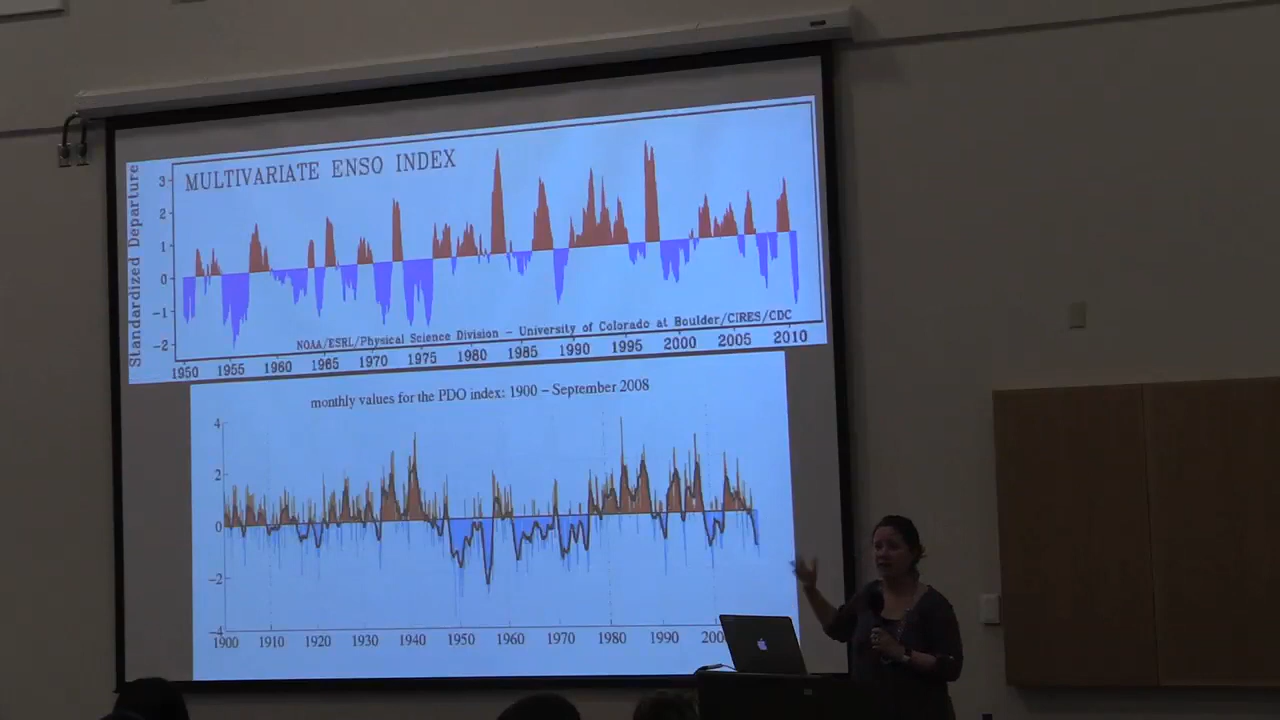 MULTIVARIATE ENSO INDEX
Standardized Departure
3
2
1
0
-1
-2
NOAA/ESRL/Physical Science Division - University of Colorado at Boulder/CIRES/CDC
1950 1955 1960 1965 1970 1975 1980 1985 1990 1995 2000 2005 2010
monthly values for the PDO index: 1900 - September 2008
4
2
0
-2
-4
1900 1910 1920 1930 1940 1950 1960 1970 1980 1990